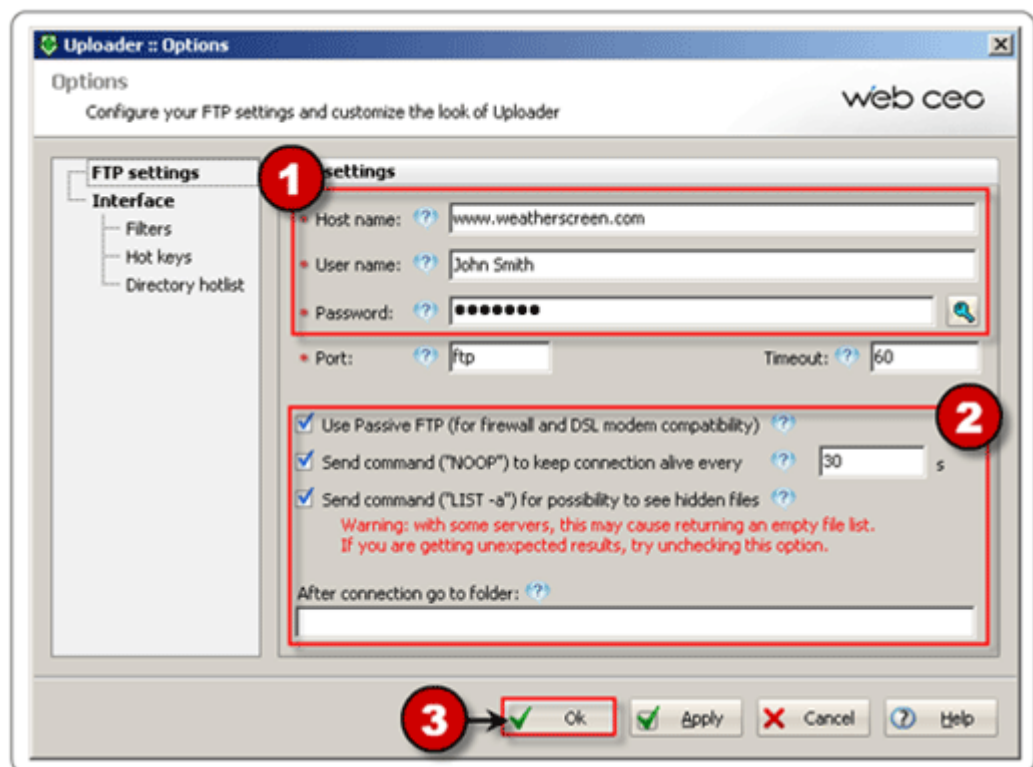 Uploader :: Options
Options
Configure your FTP settings and customize the look of Uploader
web ceo
FTP settings
Interface
Filters
Hot keys
Directory hotlist
1
settings
* Host name: (?) www.weatherscreen.com
* User name: (?) John Smith
* Password: (?) ●●●●●●●
* Port: (?) ftp Timeout: (?) 60
2
Use Passive FTP (for firewall and DSL modem compatibility) (?)
Send command ("NOOP") to keep connection alive every (?) 30 s
Send command ("LIST -a") for possibility to see hidden files (?)
Warning: with some servers, this may cause returning an empty file list.
If you are getting unexpected results, try unchecking this option.
After connection go to folder: (?)
3
Ok
Apply
Cancel
? Help